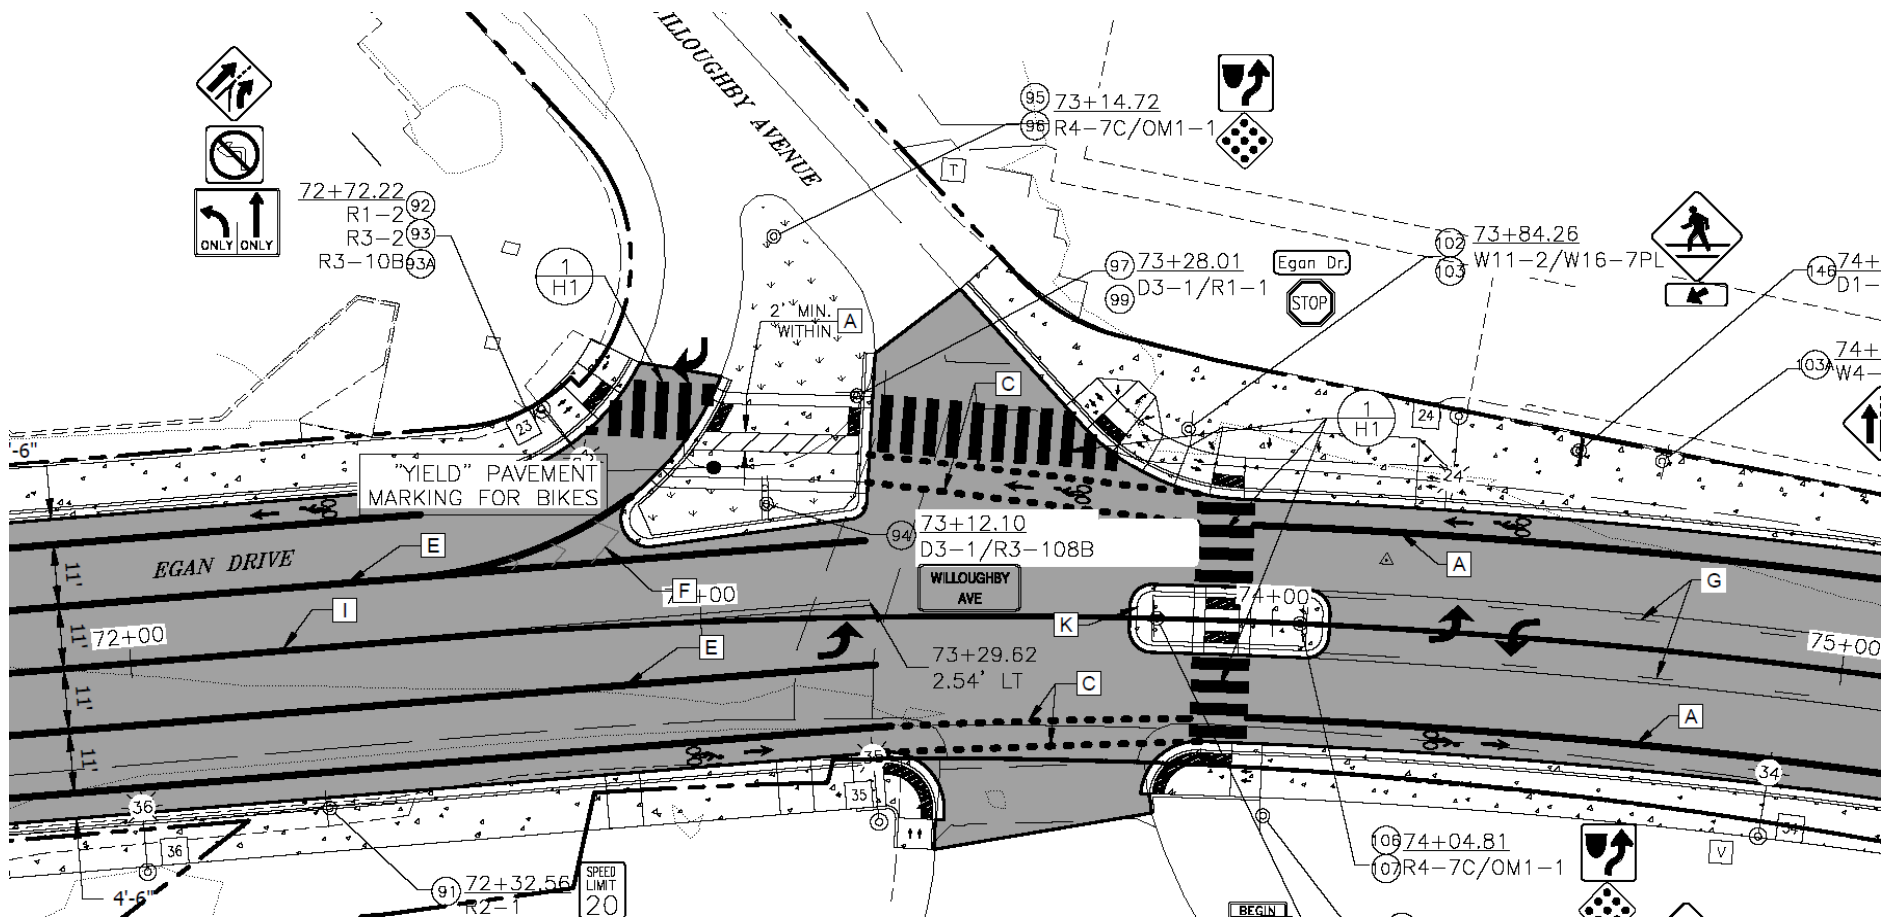 ILLOUGHBY AVENUE
95 73+14.72
96 R4-7C/OM1-1
72+72.22
R1-2 92
R3-2 93
R3-10B 93A
ONLY ONLY
1
H1
2' MIN.
WITHIN
A
97 73+28.01
99 D3-1/R1-1
Egan Dr.
STOP
102 73+84.26
103 W11-2/W16-7PL
146 74+
D1-
103A 74+
W4-
T
C
1
H1
24
24
23
'-6"
"YIELD" PAVEMENT
MARKING FOR BIKES
94 73+12.10
D3-1/R3-108B
WILLOUGHBY
AVE
EGAN DRIVE
E
F
+00
A
G
I
72+00
K
74+00
75+00
E
73+29.62
2.54' LT
C
A
11'
11'
11'
11'
36
36
35
35
34
34
V
4'-6"
91 72+32.56
R2-1
SPEED
LIMIT
20
106 74+04.81
107 R4-7C/OM1-1
BEGIN